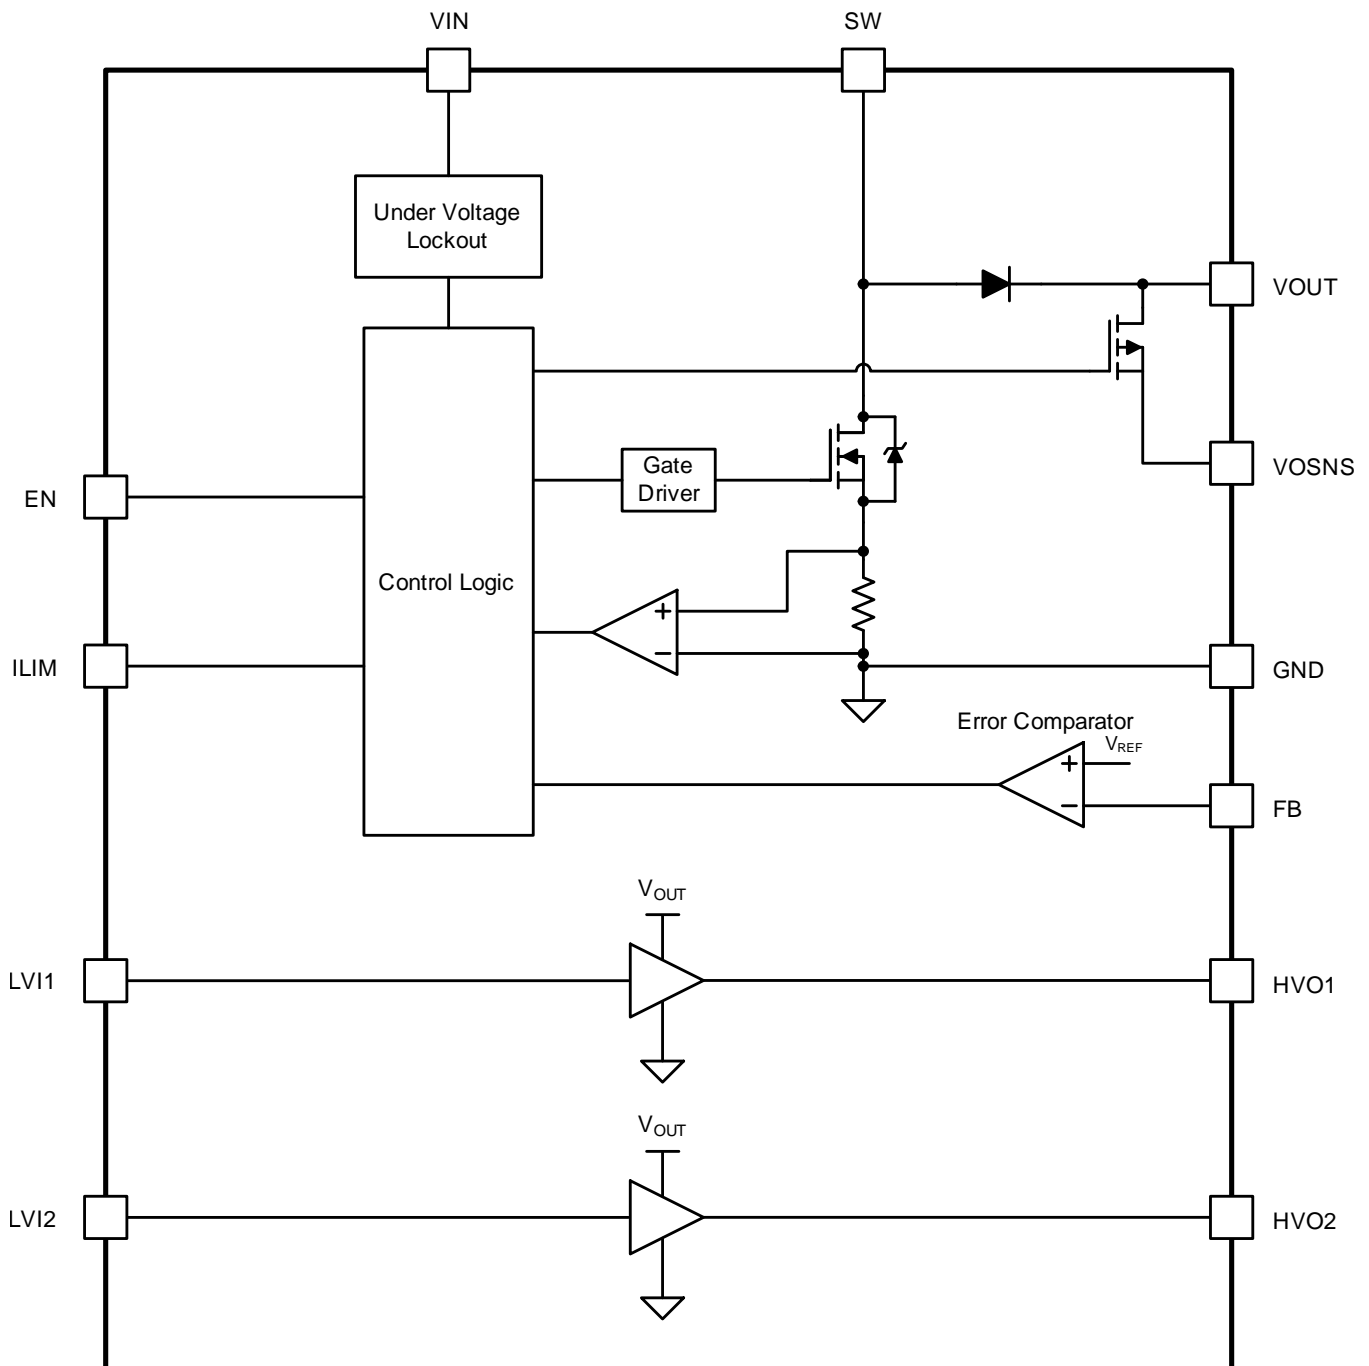 VIN
SW
Under Voltage
Lockout
VOUT
Gate
Driver
VOSNS
EN
Control Logic
+
−
ILIM
GND
Error Comparator
VREF
+
−
FB
VOUT
LVI1
HVO1
VOUT
LVI2
HVO2